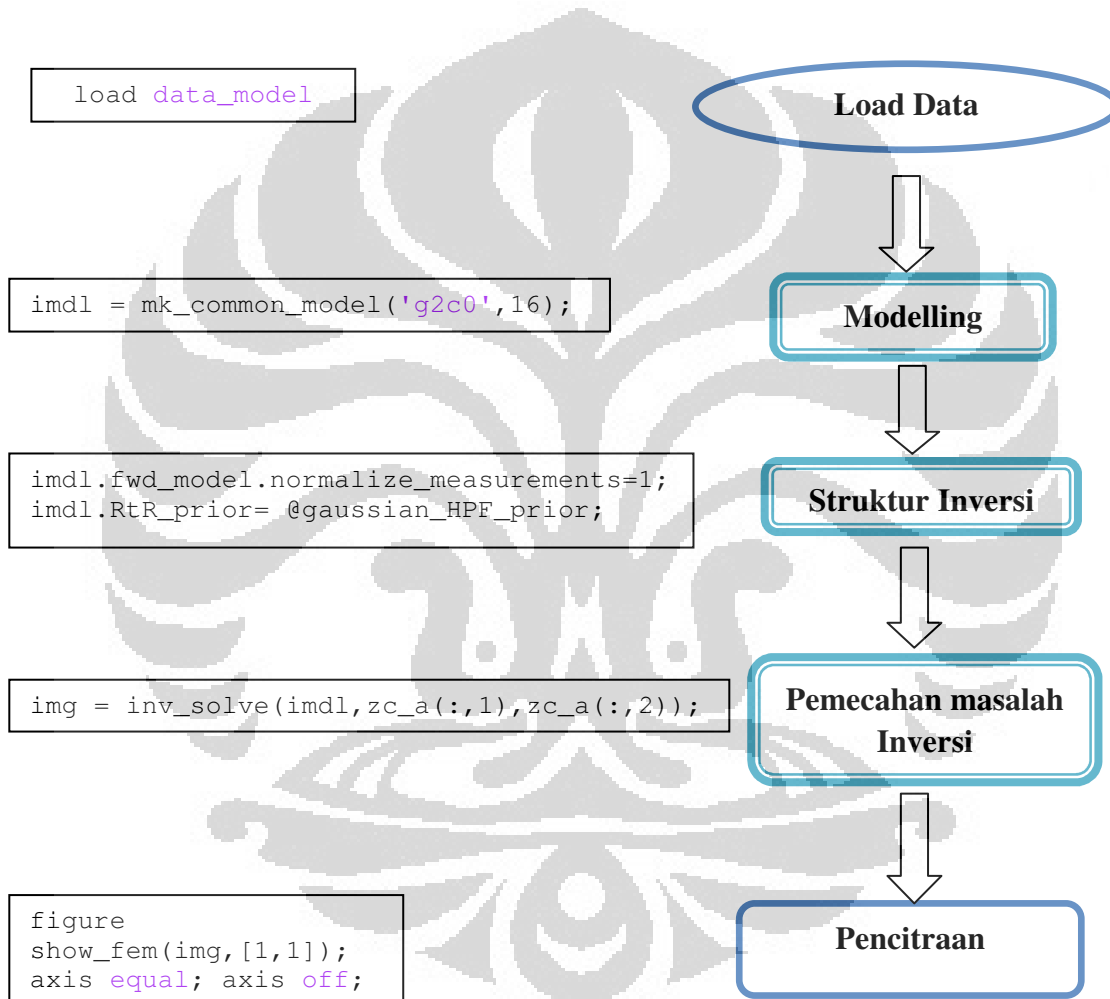 load data_model
Load Data
imdl = mk_common_model('g2c0',16);
Modelling
imdl.fwd_model.normalize_measurements=1;
imdl.RtR_prior= @gaussian_HPF_prior;
Struktur Inversi
img = inv_solve(imdl,zc_a(:,1),zc_a(:,2));
Pemecahan masalah
Inversi
figure
show_fem(img,[1,1]);
axis equal; axis off;
Pencitraan